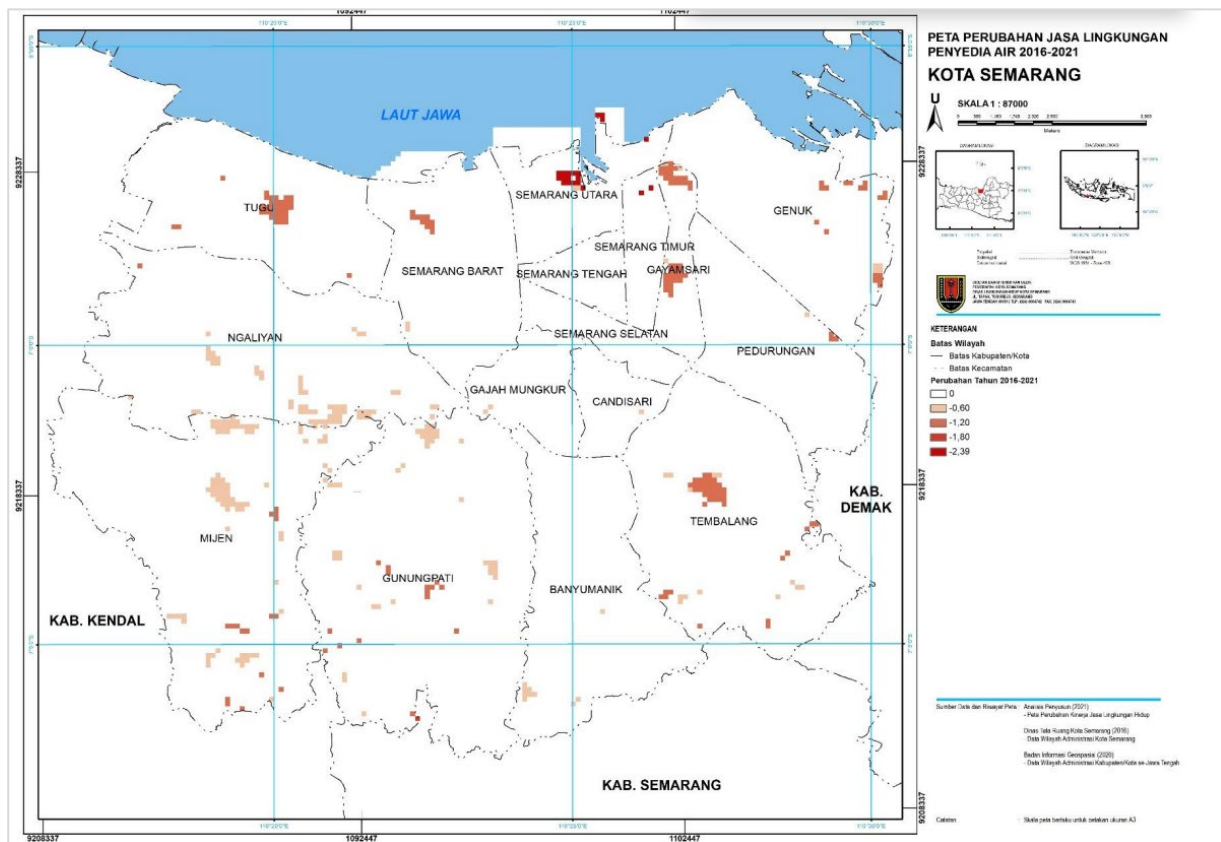 PETA PERUBAHAN JASA LINGKUNGAN
PENYEDIA AIR 2016-2021
KOTA SEMARANG
U
SKALA 1 : 87000
KETERANGAN
Batas Wilayah
Batas Kabupaten/Kota
Batas Kecamatan
Perubahan Tahun 2016-2021
0
-0,60
-1,20
-1,80
-2,39
Sumber Data dan Riwayat Peta :
Analisis Penyusun (2021)
- Peta Perubahan Kinerja Jasa Lingkungan Hidup
Dinas Tata Ruang Kota Semarang (2016)
- Data Wilayah Administrasi Kota Semarang
Badan Informasi Geospasial (2020)
- Data Wilayah Administrasi Kabupaten/Kota se-Jawa Tengah
Catatan : Skala peta berlaku untuk cetakan ukuran A3
1092447 1102447
9228337 9228337
LAUT JAWA
TUGU
SEMARANG UTARA
GENUK
SEMARANG TIMUR
SEMARANG BARAT
SEMARANG TENGAH
GAYAMSARI
NGALIYAN
SEMARANG SELATAN
PEDURUNGAN
GAJAH MUNGKUR
CANDISARI
9218337 9218337
KAB.
DEMAK
TEMBALANG
MIJEN
GUNUNGPATI
BANYUMANIK
KAB. KENDAL
KAB. SEMARANG
9208337 9208337
1092447 1102447